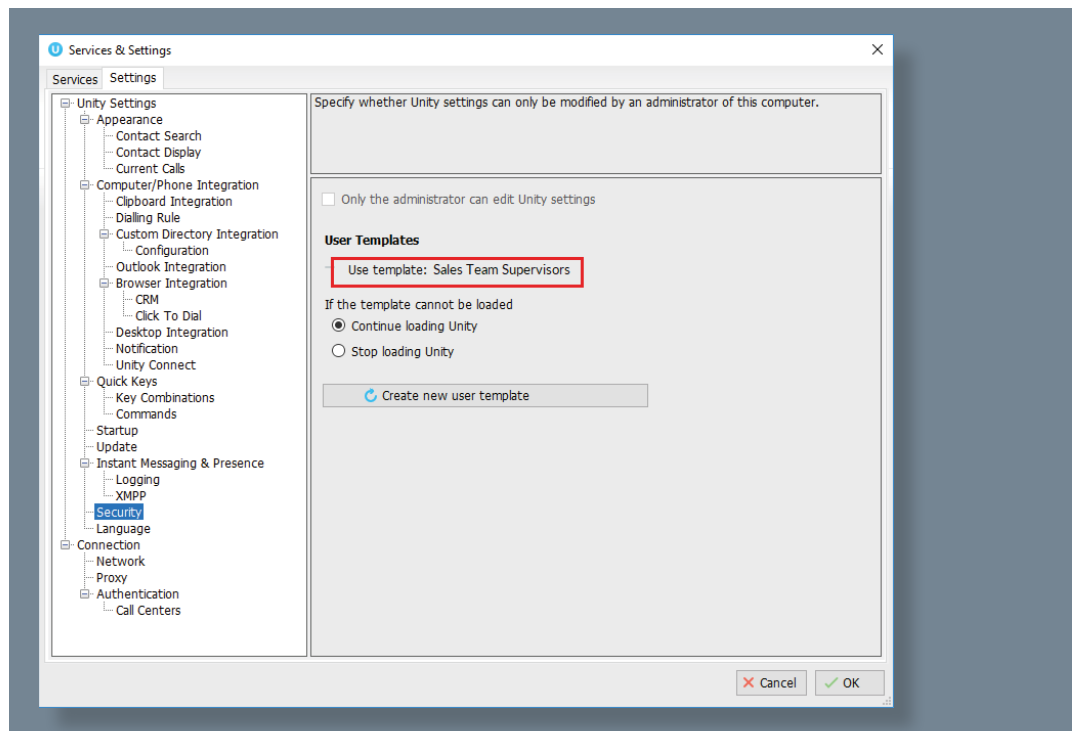 Services & Settings
Services Settings
Unity Settings
Appearance
Contact Search
Contact Display
Current Calls
Computer/Phone Integration
Clipboard Integration
Dialling Rule
Custom Directory Integration
Configuration
Outlook Integration
Browser Integration
CRM
Click To Dial
Desktop Integration
Notification
Unity Connect
Quick Keys
Key Combinations
Commands
Startup
Update
Instant Messaging & Presence
Logging
XMPP
Security
Language
Connection
Network
Proxy
Authentication
Call Centers
Specify whether Unity settings can only be modified by an administrator of this computer.
Only the administrator can edit Unity settings
User Templates
Use template: Sales Team Supervisors
If the template cannot be loaded
Continue loading Unity
Stop loading Unity
Create new user template
Cancel OK